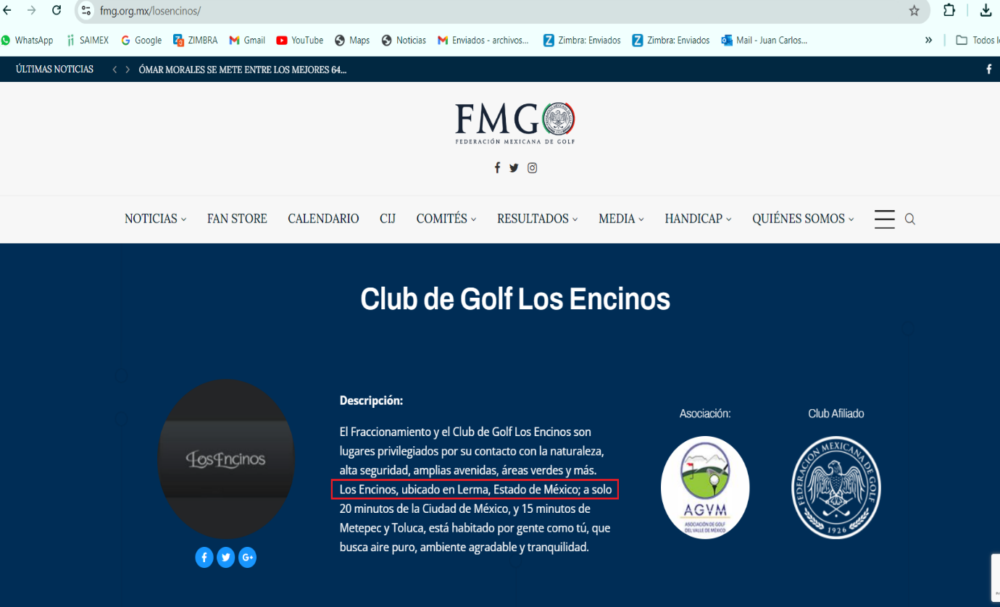 fmg.org.mx/losencinos/
WhatsApp SAIMEX Google ZIMBRA Gmail YouTube Maps Noticias Enviados - archivos... Zimbra: Enviados Zimbra: Enviados Mail - Juan Carlos... » Todos
ÚLTIMAS NOTICIAS ÓMAR MORALES SE METE ENTRE LOS MEJORES 64...
FMG
FEDERACIÓN MEXICANA DE GOLF
NOTICIAS FAN STORE CALENDARIO CIJ COMITÉS RESULTADOS MEDIA HANDICAP QUIÉNES SOMOS
Club de Golf Los Encinos
LosEncinos
Descripción:
El Fraccionamiento y el Club de Golf Los Encinos son
lugares privilegiados por su contacto con la naturaleza,
alta seguridad, amplias avenidas, áreas verdes y más.
Los Encinos, ubicado en Lerma, Estado de México; a solo
20 minutos de la Ciudad de México, y 15 minutos de
Metepec y Toluca, está habitado por gente como tú, que
busca aire puro, ambiente agradable y tranquilidad.
Asociación:
AGVM
ASOCIACIÓN DE GOLF
DEL VALLE DE MÉXICO
Club Afiliado
FEDERACION MEXICANA DE GOLF
1926